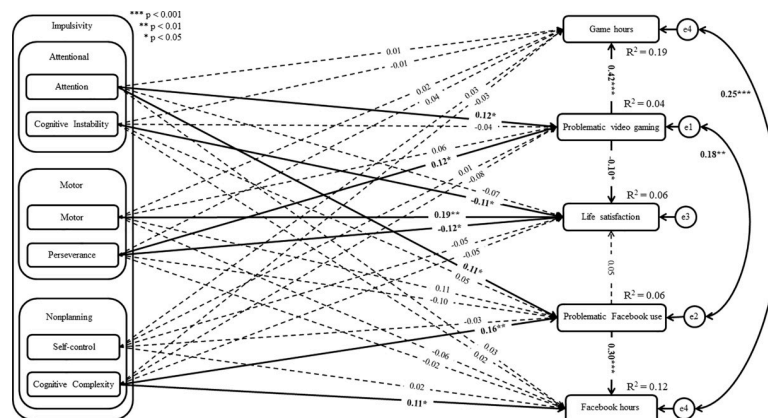 *** p < 0.001
** p < 0.01
* p < 0.05
Impulsivity
Attentional
Attention
Cognitive Instability
Motor
Motor
Perseverance
Nonplanning
Self-control
Cognitive Complexity
0.01
-0.01
0.02
0.04
0.03
-0.03
0.12*
-0.04
0.06
0.12*
0.01
-0.08
-0.07
-0.11*
0.19**
-0.12*
-0.05
-0.05
0.11*
0.05
0.11
-0.10
-0.03
0.16**
-0.06
-0.02
0.03
0.02
0.02
0.11*
Game hours
e4
R² = 0.19
0.42***
R² = 0.04
Problematic video gaming
e1
-0.10*
R² = 0.06
Life satisfaction
e3
0.05
R² = 0.06
Problematic Facebook use
e2
0.30***
R² = 0.12
Facebook hours
e4
0.25***
0.18**